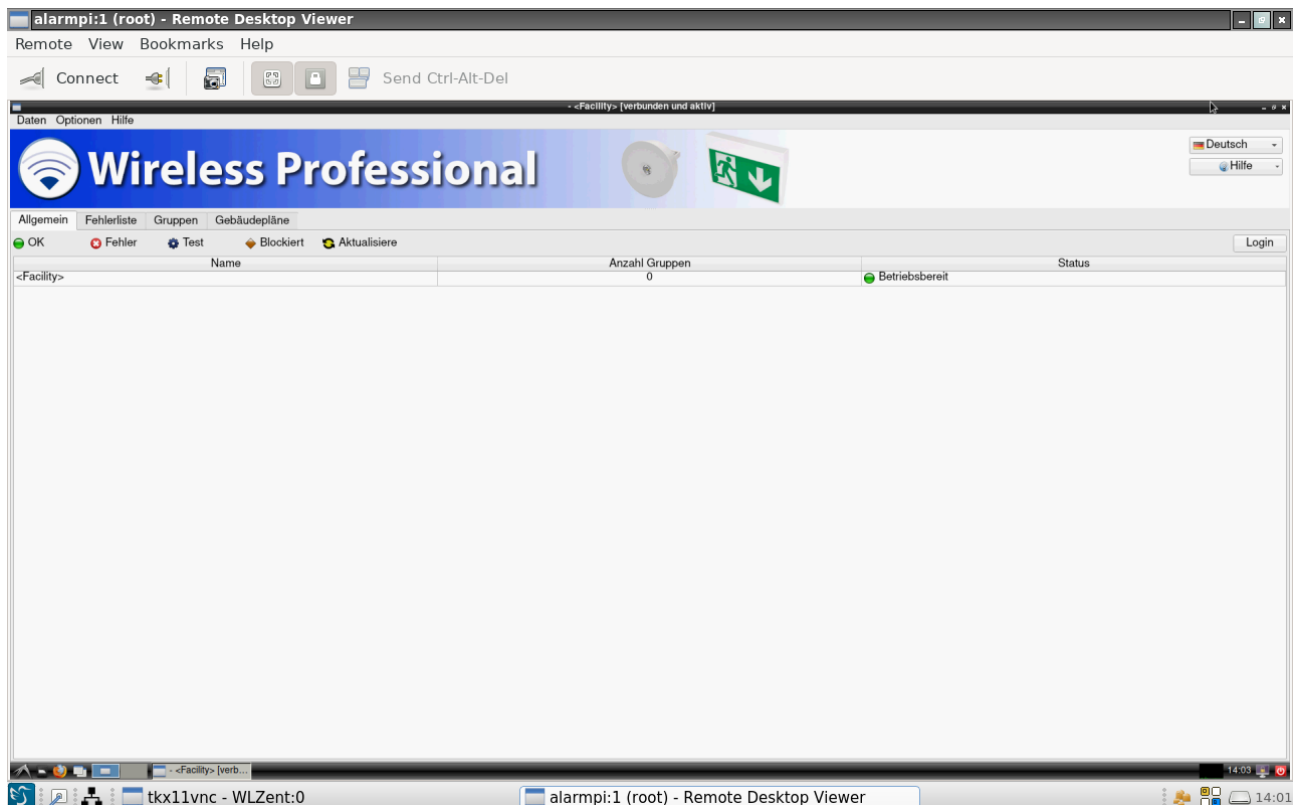 alarmpi:1 (root) - Remote Desktop Viewer
Remote View Bookmarks Help
Connect Send Ctrl-Alt-Del
- <Facility> [verbunden und aktiv]
Daten Optionen Hilfe
Wireless Professional
Deutsch
Hilfe
Allgemein Fehlerliste Gruppen Gebäudepläne
OK Fehler Test Blockiert Aktualisiere Login
Name Anzahl Gruppen Status
<Facility> 0 Betriebsbereit
- <Facility> [verb... 14:03
tkx11vnc - WLZent:0 alarmpi:1 (root) - Remote Desktop Viewer 14:01